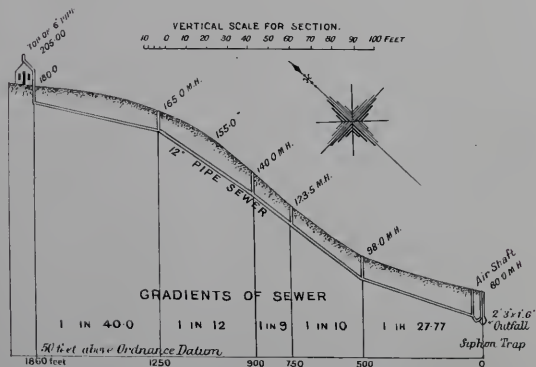 VERTICAL SCALE FOR SECTION.
10 0 10 20 30 40 50 60 70 80 90 100 FEET
TOP OF 6" PIPE
205·00
180·0
165·0 M.H.
155·0"
140·0 M.H.
123·5 M.H.
98·0 M.H.
12" PIPE SEWER
Air Shaft
60·0 M.H
GRADIENTS OF SEWER
1 IN 40·0
1 IN 12
1 IN 9
1 IN 10
1 IN 27·77
2' 3" x 1' 6"
Outfall
Siphon Trap
50 feet above Ordnance Datum
1860 feet
1250
900
750
500
0